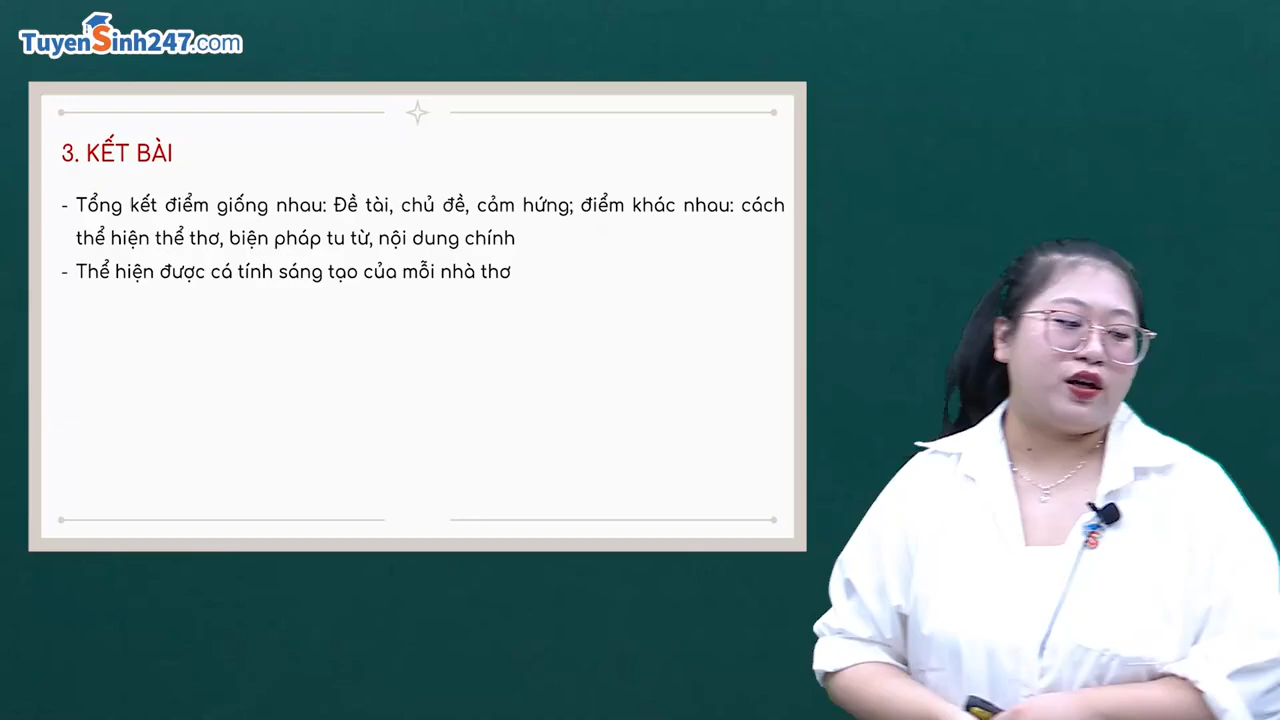 TuyenSinh247.com
3. KẾT BÀI
- Tổng kết điểm giống nhau: Đề tài, chủ đề, cảm hứng; điểm khác nhau: cách
thể hiện thể thơ, biện pháp tu từ, nội dung chính
- Thể hiện được cá tính sáng tạo của mỗi nhà thơ